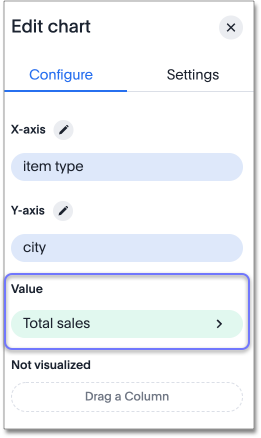 Edit chart
Configure Settings
X-axis
item type
Y-axis
city
Value
Total sales
Not visualized
Drag a Column